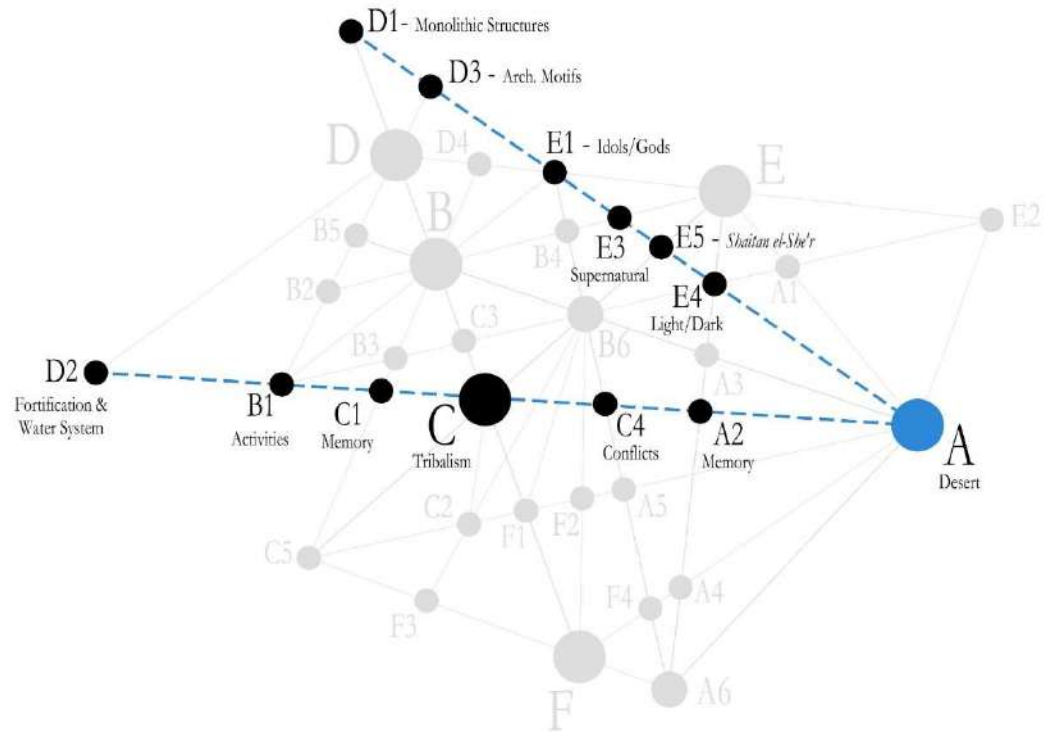 D1 - Monolithic Structures
D3 - Arch. Motifs
D
D4
E1 - Idols/Gods
E
B
B5
B4
E3
Supernatural
E5 - Shaitan el-She'r
E2
B2
E4
Light/Dark
A1
C3
B3
B6
A3
D2
Fortification &
Water System
B1
Activities
C1
Memory
C
Tribalism
C4
Conflicts
A2
Memory
A
Desert
C2
F1
F2
A5
C5
F3
F4
A4
F
A6